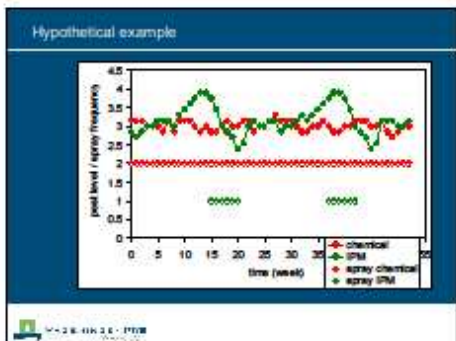 Hypothetical example
pest level / spray frequency
4.5
4
3.5
3
2.5
2
1.5
1
0.5
0
0 5 10 15 20 25 30 35 55
time (week)
chemical
IPM
spray chemical
spray IPM